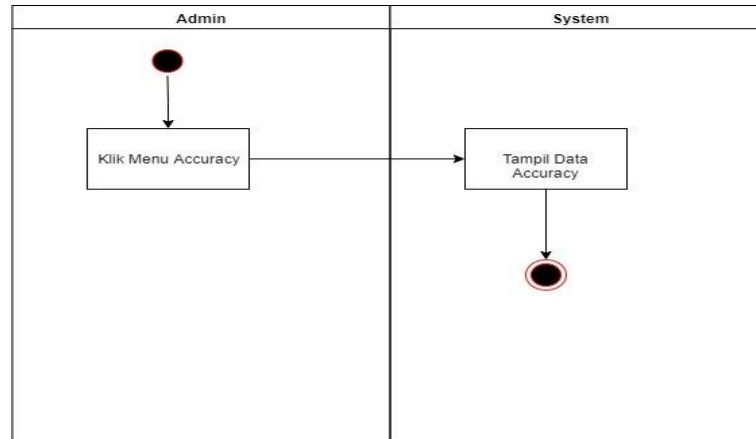 Admin
System
Klik Menu Accuracy
Tampil Data
Accuracy